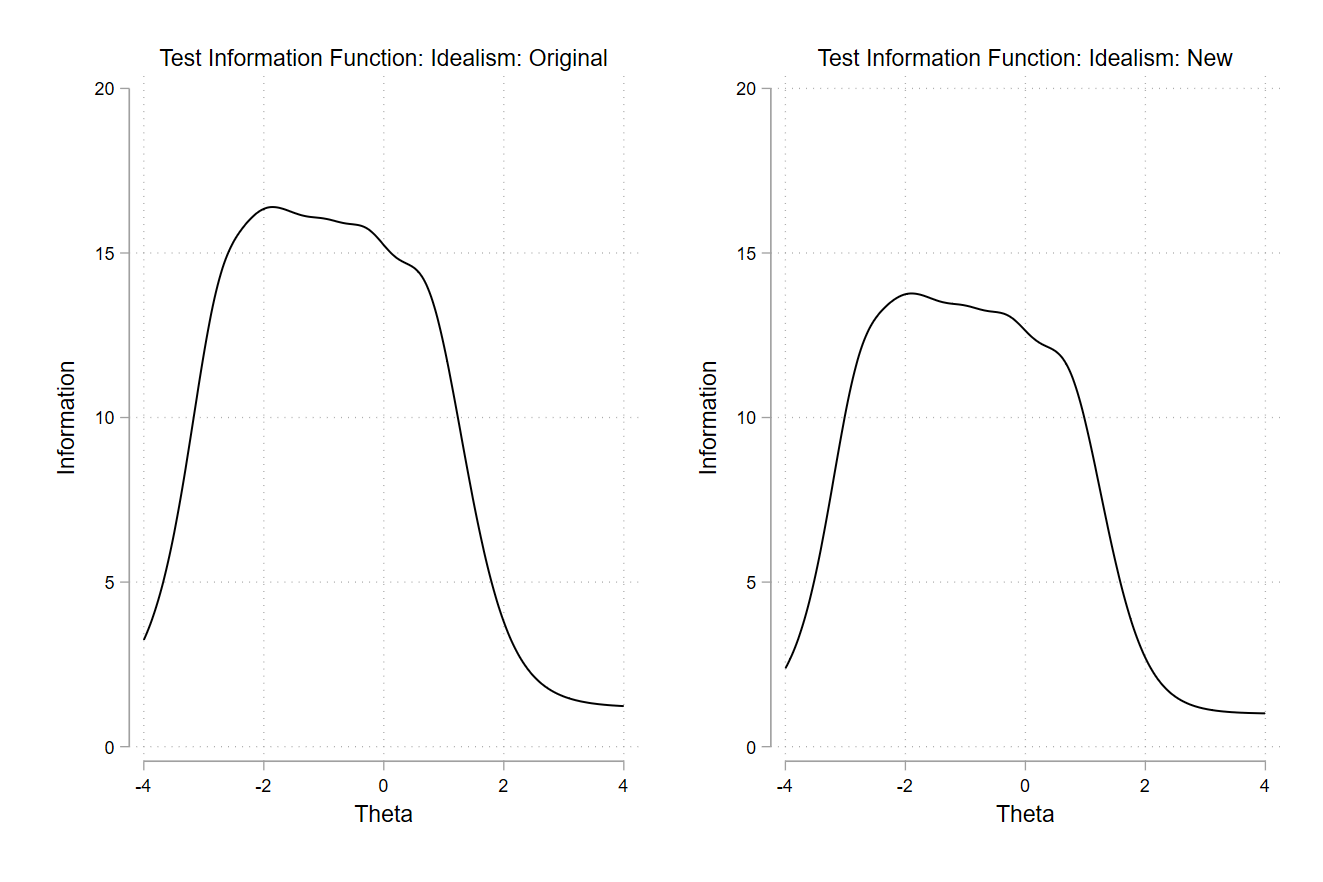 Test Information Function: Idealism: Original
20
15
10
5
0
Information
-4 -2 0 2 4
Theta
Test Information Function: Idealism: New
20
15
10
5
0
Information
-4 -2 0 2 4
Theta